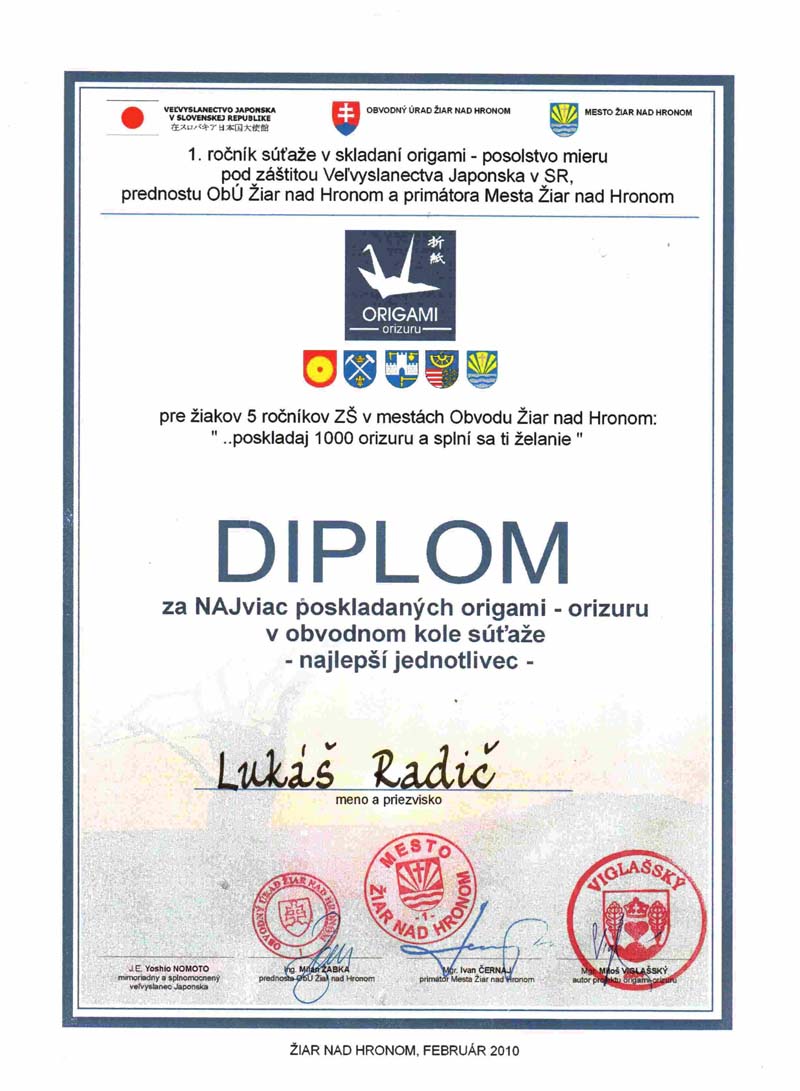 VEĽVYSLANECTVO JAPONSKA
V SLOVENSKEJ REPUBLIKE
在スロバキア日本国大使館
OBVODNÝ ÚRAD ŽIAR NAD HRONOM
MESTO ŽIAR NAD HRONOM
1. ročník súťaže v skladaní origami - posolstvo mieru
pod záštitou Veľvyslanectva Japonska v SR,
prednostu ObÚ Žiar nad Hronom a primátora Mesta Žiar nad Hronom
折紙
ORIGAMI
orizuru
pre žiakov 5 ročníkov ZŠ v mestách Obvodu Žiar nad Hronom:
" ..poskladaj 1000 orizuru a splní sa ti želanie "
DIPLOM
za NAJviac poskladaných origami - orizuru
v obvodnom kole súťaže
- najlepší jednotlivec -
Lukáš Radič
meno a priezvisko
OBVODNÝ ÚRAD ŽIAR NAD HRONOM
MESTO
ŽIAR NAD HRONOM
- 1 -
VIGLAŠSKÝ
J.E. Yoshio NOMOTO
mimoriadny a splnomocnený
veľvyslanec Japonska
Ing. Milan ŽABKA
prednosta ObÚ Žiar nad Hronom
Mgr. Ivan ČERNAJ
primátor Mesta Žiar nad Hronom
Mgr. Miloš VIGLAŠSKÝ
autor projektu origami-orizuru
ŽIAR NAD HRONOM, FEBRUÁR 2010